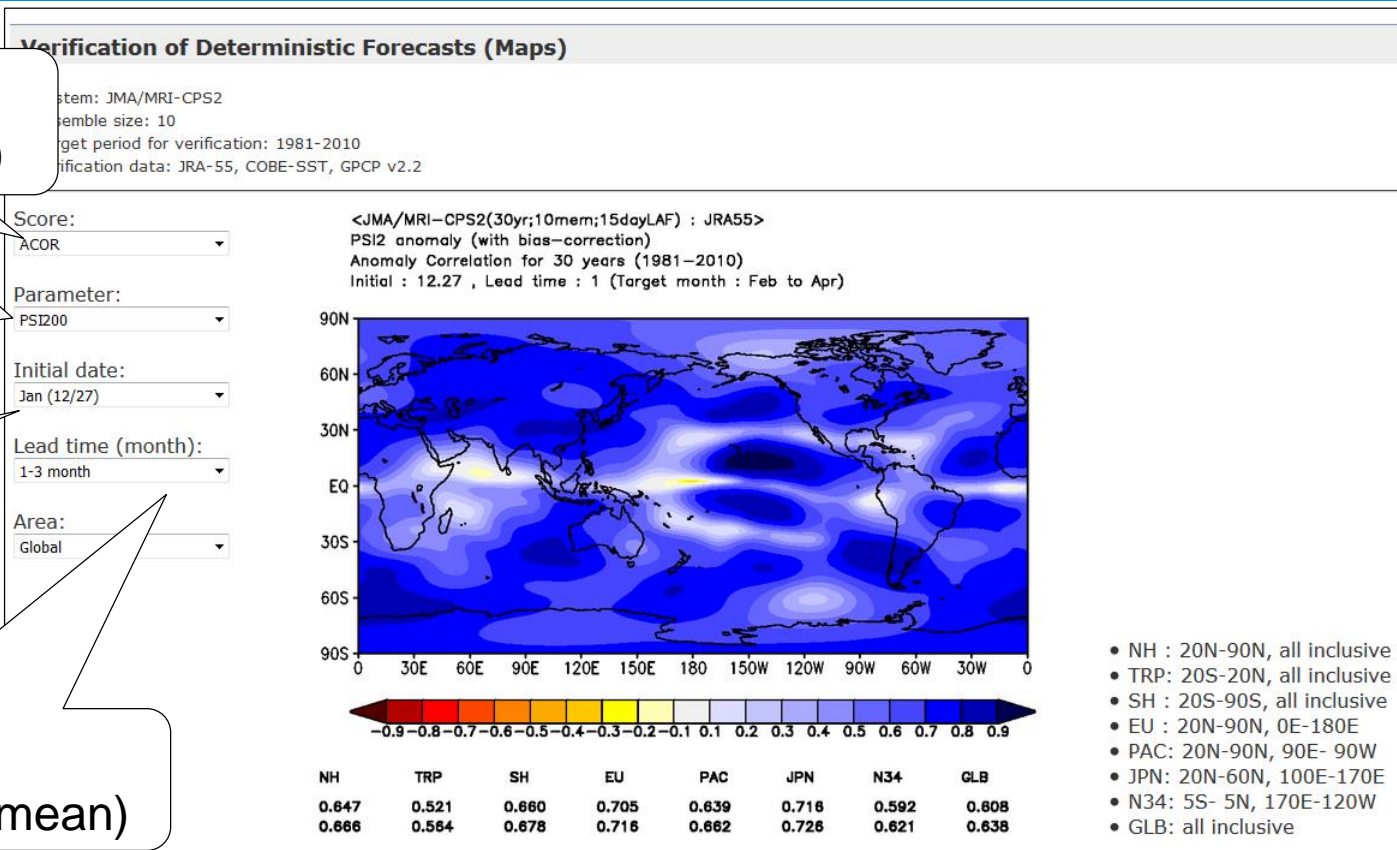 Verification of Deterministic Forecasts (Maps)
stem: JMA/MRI-CPS2
semble size: 10
rget period for verification: 1981-2010
rification data: JRA-55, COBE-SST, GPCP v2.2
)
Score:
ACOR
Parameter:
PSI200
Initial date:
Jan (12/27)
Lead time (month):
1-3 month
Area:
Global
mean)
<JMA/MRI-CPS2(30yr;10mem;15dayLAF) : JRA55>
PSI2 anomaly (with bias-correction)
Anomaly Correlation for 30 years (1981-2010)
Initial : 12.27 , Lead time : 1 (Target month : Feb to Apr)
90N
60N
30N
EQ
30S
60S
90S
0 30E 60E 90E 120E 150E 180 150W 120W 90W 60W 30W 0
-0.9 -0.8 -0.7 -0.6 -0.5 -0.4 -0.3 -0.2 -0.1 0.1 0.2 0.3 0.4 0.5 0.6 0.7 0.8 0.9
NH TRP SH EU PAC JPN N34 GLB
0.647 0.521 0.660 0.705 0.639 0.716 0.592 0.608
0.666 0.564 0.678 0.716 0.662 0.726 0.621 0.638
• NH : 20N-90N, all inclusive
• TRP: 20S-20N, all inclusive
• SH : 20S-90S, all inclusive
• EU : 20N-90N, 0E-180E
• PAC: 20N-90N, 90E- 90W
• JPN: 20N-60N, 100E-170E
• N34: 5S- 5N, 170E-120W
• GLB: all inclusive